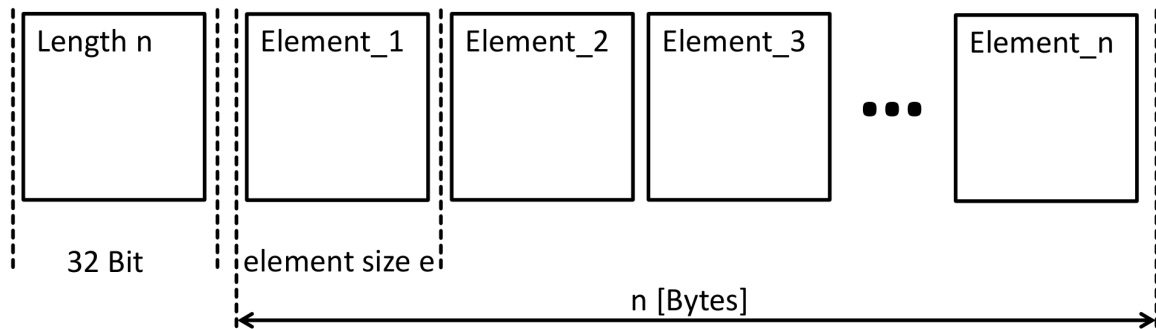 Length n
Element_1
Element_2
Element_3
Element_n
32 Bit
element size e
n [Bytes]